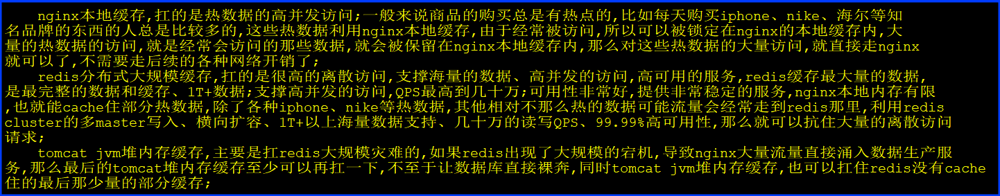 nginx本地缓存,扛的是热数据的高并发访问;一般来说商品的购买总是有热点的,比如每天购买iphone、nike、海尔等知
名品牌的东西的人总是比较多的,这些热数据利用nginx本地缓存,由于经常被访问,所以可以被锁定在nginx的本地缓存内,大
量的热数据的访问,就是经常会访问的那些数据,就会被保留在nginx本地缓存内,那么对这些热数据的大量访问,就直接走nginx
就可以了,不需要走后续的各种网络开销了;
redis分布式大规模缓存,扛的是很高的离散访问,支撑海量的数据、高并发的访问,高可用的服务,redis缓存最大量的数据,
是最完整的数据和缓存、1T+数据;支撑高并发的访问,QPS最高到几十万;可用性非常好,提供非常稳定的服务,nginx本地内存有限
,也就能cache住部分热数据,除了各种iphone、nike等热数据,其他相对不那么热的数据可能流量会经常走到redis那里,利用redis
cluster的多master写入、横向扩容、1T+以上海量数据支持、几十万的读写QPS、99.99%高可用性,那么就可以抗住大量的离散访问
请求;
tomcat jvm堆内存缓存,主要是扛redis大规模灾难的,如果redis出现了大规模的宕机,导致nginx大量流量直接涌入数据生产服
务,那么最后的tomcat堆内存缓存至少可以再扛一下,不至于让数据库直接裸奔,同时tomcat jvm堆内存缓存,也可以扛住redis没有cache
住的最后那少量的部分缓存;